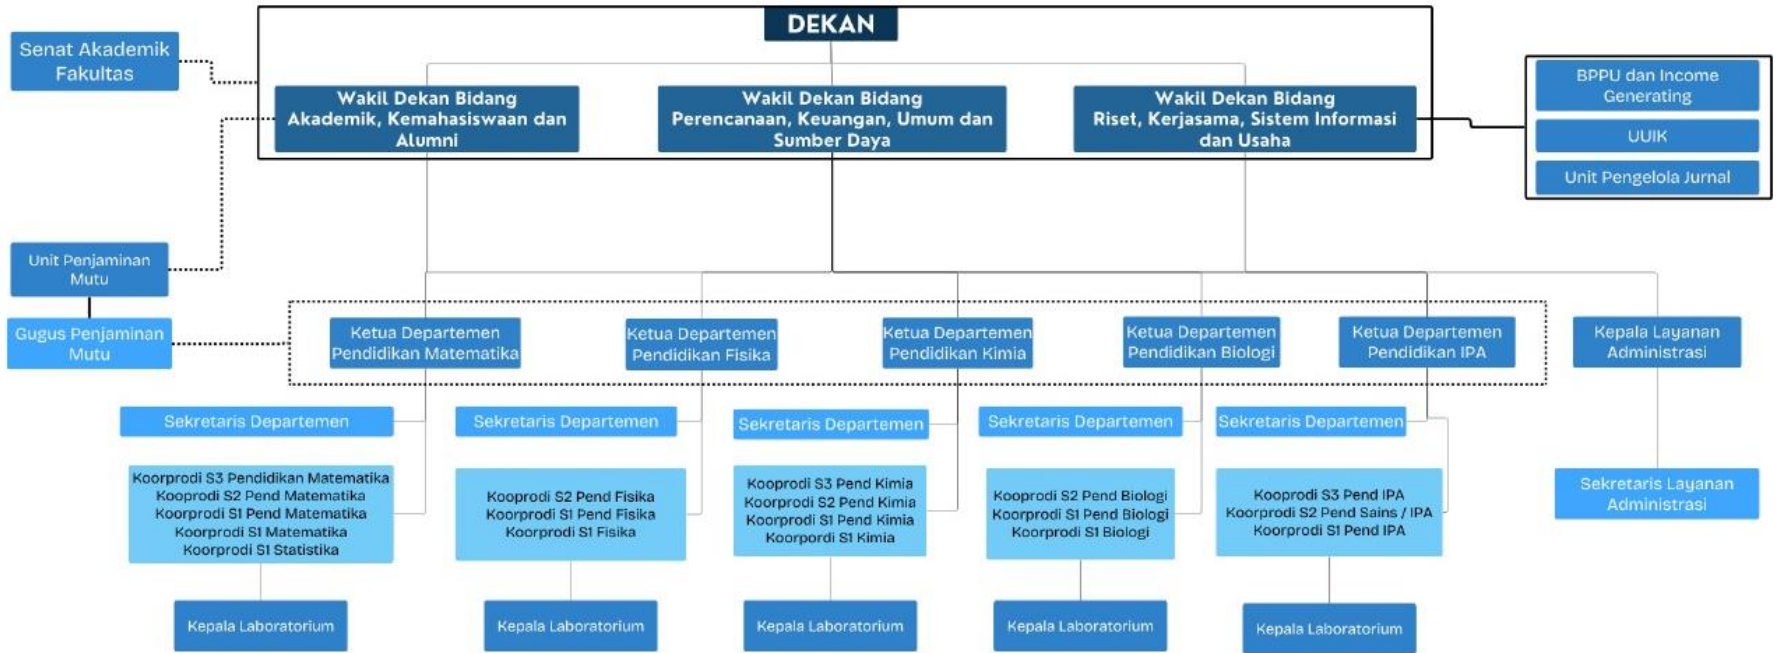 DEKAN
Senat Akademik
Fakultas
Wakil Dekan Bidang
Akademik, Kemahasiswaan dan
Alumni
Wakil Dekan Bidang
Perencanaan, Keuangan, Umum dan
Sumber Daya
Wakil Dekan Bidang
Riset, Kerjasama, Sistem Informasi
dan Usaha
BPPU dan Income
Generating
UUIK
Unit Pengelola Jurnal
Unit Penjaminan
Mutu
Gugus Penjaminan
Mutu
Ketua Departemen
Pendidikan Matematika
Ketua Departemen
Pendidikan Fisika
Ketua Departemen
Pendidikan Kimia
Ketua Departemen
Pendidikan Biologi
Ketua Departemen
Pendidikan IPA
Kepala Layanan
Administrasi
Sekretaris Departemen
Sekretaris Departemen
Sekretaris Departemen
Sekretaris Departemen
Sekretaris Departemen
Koorprodi S3 Pendidikan Matematika
Kooprodi S2 Pend Matematika
Koorprodi S1 Pend Matematika
Koorprodi S1 Matematika
Koorprodi S1 Statistika
Kooprodi S2 Pend Fisika
Koorprodi S1 Pend Fisika
Koorprodi S1 Fisika
Kooprodi S3 Pend Kimia
Koorprodi S2 Pend Kimia
Koorprodi S1 Pend Kimia
Koorpordi S1 Kimia
Kooprodi S2 Pend Biologi
Koorprodi S1 Pend Biologi
Koorprodi S1 Biologi
Kooprodi S3 Pend IPA
Koorprodi S2 Pend Sains / IPA
Koorprodi S1 Pend IPA
Sekretaris Layanan
Administrasi
Kepala Laboratorium
Kepala Laboratorium
Kepala Laboratorium
Kepala Laboratorium
Kepala Laboratorium